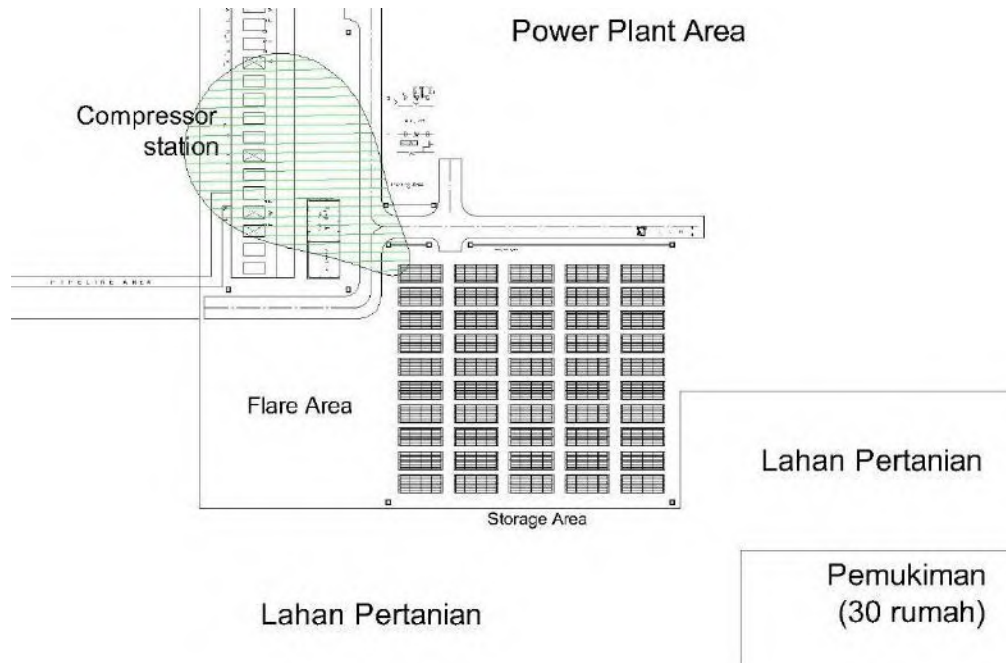 Power Plant Area
Compressor
station
PIPELINE AREA
Flare Area
Lahan Pertanian
Storage Area
Pemukiman
(30 rumah)
Lahan Pertanian